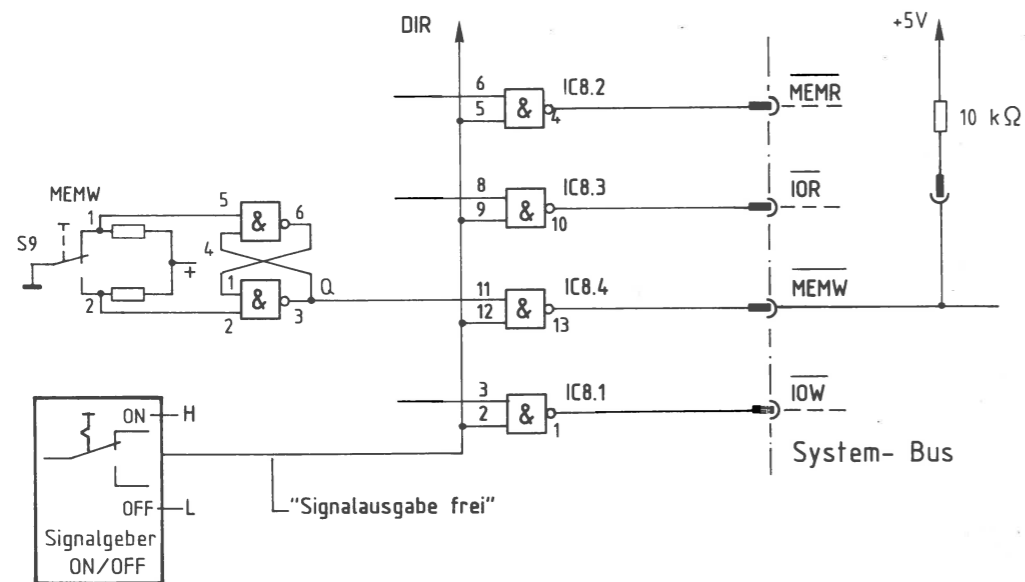 DIR
+5V
6
IC8.2
5
&
4
MEMR
10 kΩ
8
IC8.3
9
&
10
IOR
MEMW
5
&
6
1
4
S9
+
1
Q
2
&
3
2
11
IC8.4
12
&
13
MEMW
3
IC8.1
2
&
1
IOW
System- Bus
ON
H
"Signalausgabe frei"
OFF
L
Signalgeber
ON/OFF